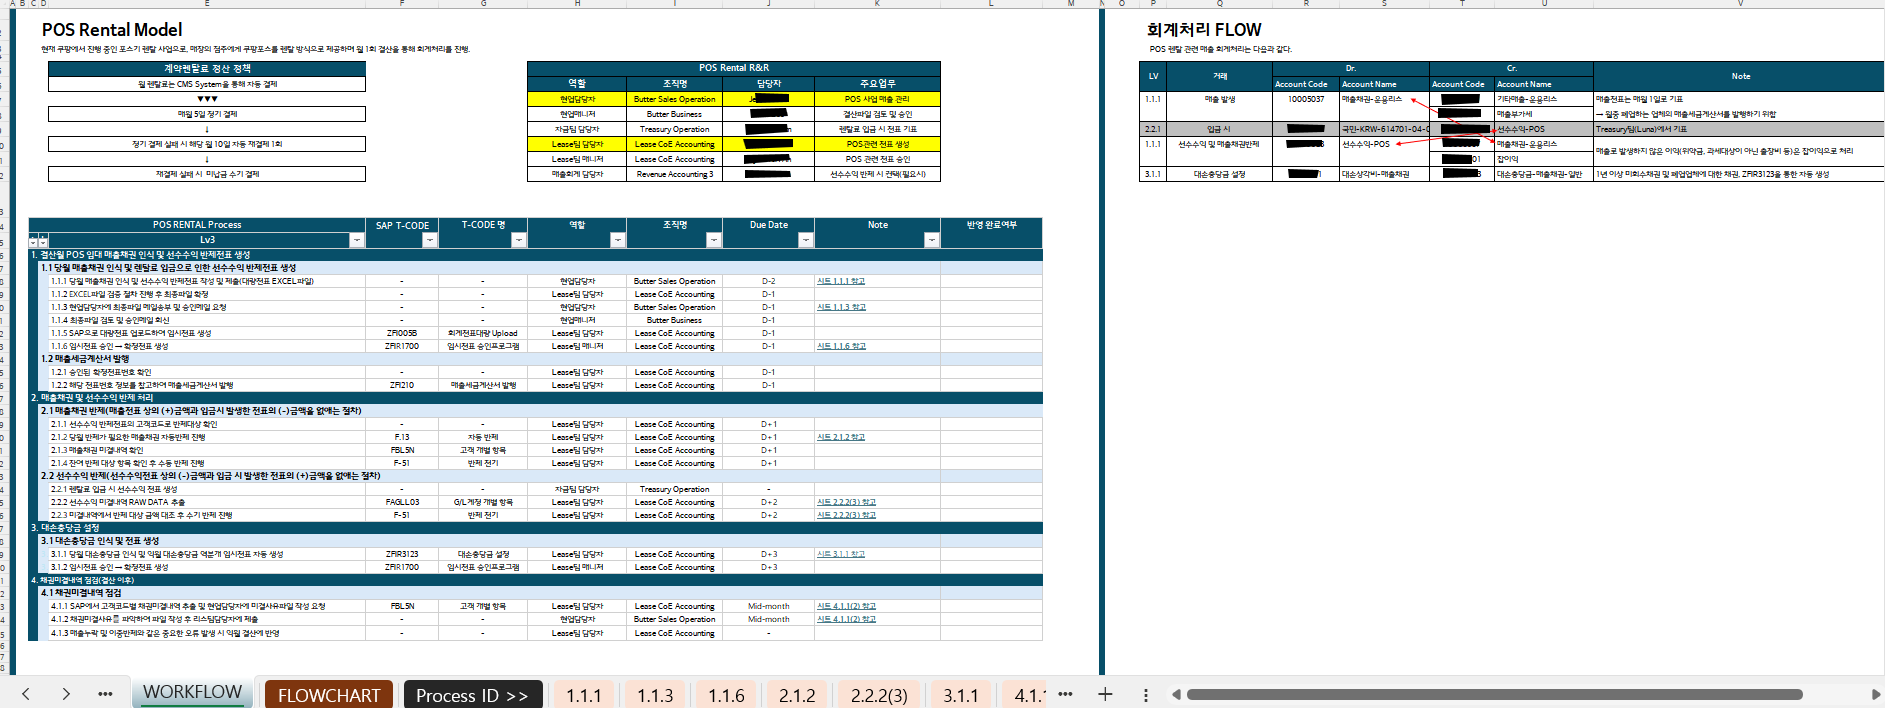 POS Rental Model
현재 쿠팡에서 진행 중인 포스기 렌탈 사업으로, 매장의 점주에게 쿠팡포스를 렌탈 방식으로 제공하며 월 1회 결산을 통해 회계처리를 진행.
계약렌탈료 정산 정책
월 렌탈료는 CMS System을 통해 자동 결제
▼▼▼
매월 5일 정기 결제
↓
정기 결제 실패 시 해당 월 10일 자동 재결제 1회
↓
재결제 실패 시 미납금 수기 결제
POS Rental R&R
역할 조직명 담당자 주요업무
현업담당자 Butter Sales Operation POS 사업 매출 관리
현업매니저 Butter Business 결산파일 검토 및 승인
자금팀 담당자 Treasury Operation 렌탈료 입금 시 전표 기표
Lease팀 담당자 Lease CoE Accounting POS관련 전표 생성
Lease팀 매니저 Lease CoE Accounting POS 관련 전표 승인
매출회계 담당자 Revenue Accounting 3 선수수익 반제 시 컨택(필요시)
회계처리 FLOW
POS 렌탈 관련 매출 회계처리는 다음과 같다.
LV 거래 Dr. Cr. Note
Account Code Account Name Account Code Account Name
1.1.1 매출 발생 10005037 매출채권-운용리스 기타매출-운용리스 매출전표는 매월 1일로 기표
매출부가세 → 월중 폐업하는 업체의 매출세금계산서를 발행하기 위함
2.2.1 입금 시 국민-KRW-614701-04-0 선수수익-POS Treasury팀(Luna)에서 기표
1.1.1 선수수익 및 매출채권반제 선수수익-POS 매출채권-운용리스 매출로 발생하지 않은 이익(위약금, 과세대상이 아닌 출장비 등)은 잡이익으로 처리
01 잡이익
3.1.1 대손충당금 설정 대손상각비-매출채권 대손충당금-매출채권-일반 1년 이상 미회수채권 및 폐업업체에 대한 채권, ZFIR3123을 통한 자동 생성
POS RENTAL Process SAP T-CODE T-CODE 명 역할 조직명 Due Date Note 반영 완료여부
Lv3
1. 결산월 POS 임대 매출채권 인식 및 선수수익 반제전표 생성
1.1 당월 매출채권 인식 및 렌탈료 입금으로 인한 선수수익 반제전표 생성
1.1.1 당월 매출채권 인식 및 선수수익 반제전표 작성 및 제출(대량전표 EXCEL파일) - - 현업담당자 Butter Sales Operation D-2 시트 1.1.1 참고
1.1.2 EXCEL파일 검증 절차 진행 후 최종파일 확정 - - Lease팀 담당자 Lease CoE Accounting D-1
1.1.3 현업담당자에 최종파일 메일송부 및 승인메일 요청 - - 현업담당자 Butter Sales Operation D-1 시트 1.1.3 참고
1.1.4 최종파일 검토 및 승인메일 회신 - - 현업매니저 Butter Business D-1
1.1.5 SAP으로 대량전표 업로드하여 임시전표 생성 ZFI005B 회계전표대량 Upload Lease팀 담당자 Lease CoE Accounting D-1
1.1.6 임시전표 승인 → 확정전표 생성 ZFIR1700 임시전표 승인프로그램 Lease팀 매니저 Lease CoE Accounting D-1 시트 1.1.6 참고
1.2 매출세금계산서 발행
1.2.1 승인된 확정전표번호 확인 - - Lease팀 담당자 Lease CoE Accounting D-1
1.2.2 해당 전표번호 정보를 참고하여 매출세금계산서 발행 ZFI210 매출세금계산서 발행 Lease팀 담당자 Lease CoE Accounting D-1
2. 매출채권 및 선수수익 반제 처리
2.1 매출채권 반제(매출전표 상의 (+)금액과 입금시 발생한 전표의 (-)금액을 없애는 절차)
2.1.1 선수수익 반제전표의 고객코드로 반제대상 확인 - - Lease팀 담당자 Lease CoE Accounting D+1
2.1.2 당월 반제가 필요한 매출채권 자동반제 진행 F.13 자동 반제 Lease팀 담당자 Lease CoE Accounting D+1 시트 2.1.2 참고
2.1.3 매출채권 미결내역 확인 FBL5N 고객 개별 항목 Lease팀 담당자 Lease CoE Accounting D+1
2.1.4 잔여 반제 대상 항목 확인 후 수동 반제 진행 F-51 반제 전기 Lease팀 담당자 Lease CoE Accounting D+1
2.2 선수수익 반제(선수수익전표 상의 (-)금액과 입금 시 발생한 전표의 (+)금액을 없애는 절차)
2.2.1 렌탈료 입금 시 선수수익 전표 생성 자금팀 담당자 Treasury Operation -
2.2.2 선수수익 미결내역 RAW DATA 추출 FAGLL03 G/L 계정 개별 항목 Lease팀 담당자 Lease CoE Accounting D+2 시트 2.2.2(3) 참고
2.2.3 미결내역에서 반제 대상 금액 대조 후 수기 반제 진행 F-51 반제 전기 Lease팀 담당자 Lease CoE Accounting D+2 시트 2.2.2(3) 참고
3. 대손충당금 설정
3.1 대손충당금 인식 및 전표 생성
3.1.1 당월 대손충당금 인식 및 익월 대손충당금 역분개 임시전표 자동 생성 ZFIR3123 대손충당금 설정 Lease팀 담당자 Lease CoE Accounting D+3 시트 3.1.1 참고
3.1.2 임시전표 승인 → 확정전표 생성 ZFIR1700 임시전표 승인프로그램 Lease팀 매니저 Lease CoE Accounting D+3
4. 채권미결내역 점검(결산 이후)
4.1 채권미결내역 점검
4.1.1 SAP에서 고객코드별 채권미결내역 추출 및 현업담당자에 미결사유파일 작성 요청 FBL5N 고객 개별 항목 Lease팀 담당자 Lease CoE Accounting Mid-month 시트 4.1.1(2) 참고
4.1.2 채권미결사유를 파악하여 파일 작성 후 리스팀담당자에 제출 - - 현업담당자 Butter Sales Operation Mid-month 시트 4.1.1(2) 참고
4.1.3 매출누락 및 이중반제와 같은 중요한 오류 발생 시 익월 결산에 반영 - - Lease팀 담당자 Lease CoE Accounting -
WORKFLOW FLOWCHART Process ID >> 1.1.1 1.1.3 1.1.6 2.1.2 2.2.2(3) 3.1.1 4.1.1